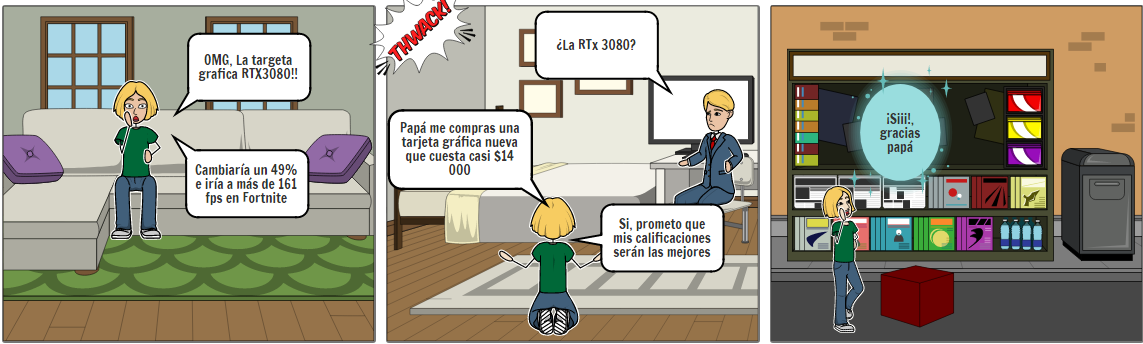 OMG, La targeta
grafica RTX3080!!
Cambiaría un 49%
e iría a más de 161
fps en Fortnite
THWACK!
¿La RTx 3080?
Papá me compras una
tarjeta gráfica nueva
que cuesta casi $14
000
Si, prometo que
mis calificaciones
serán las mejores
¡Siii!,
gracias
papá